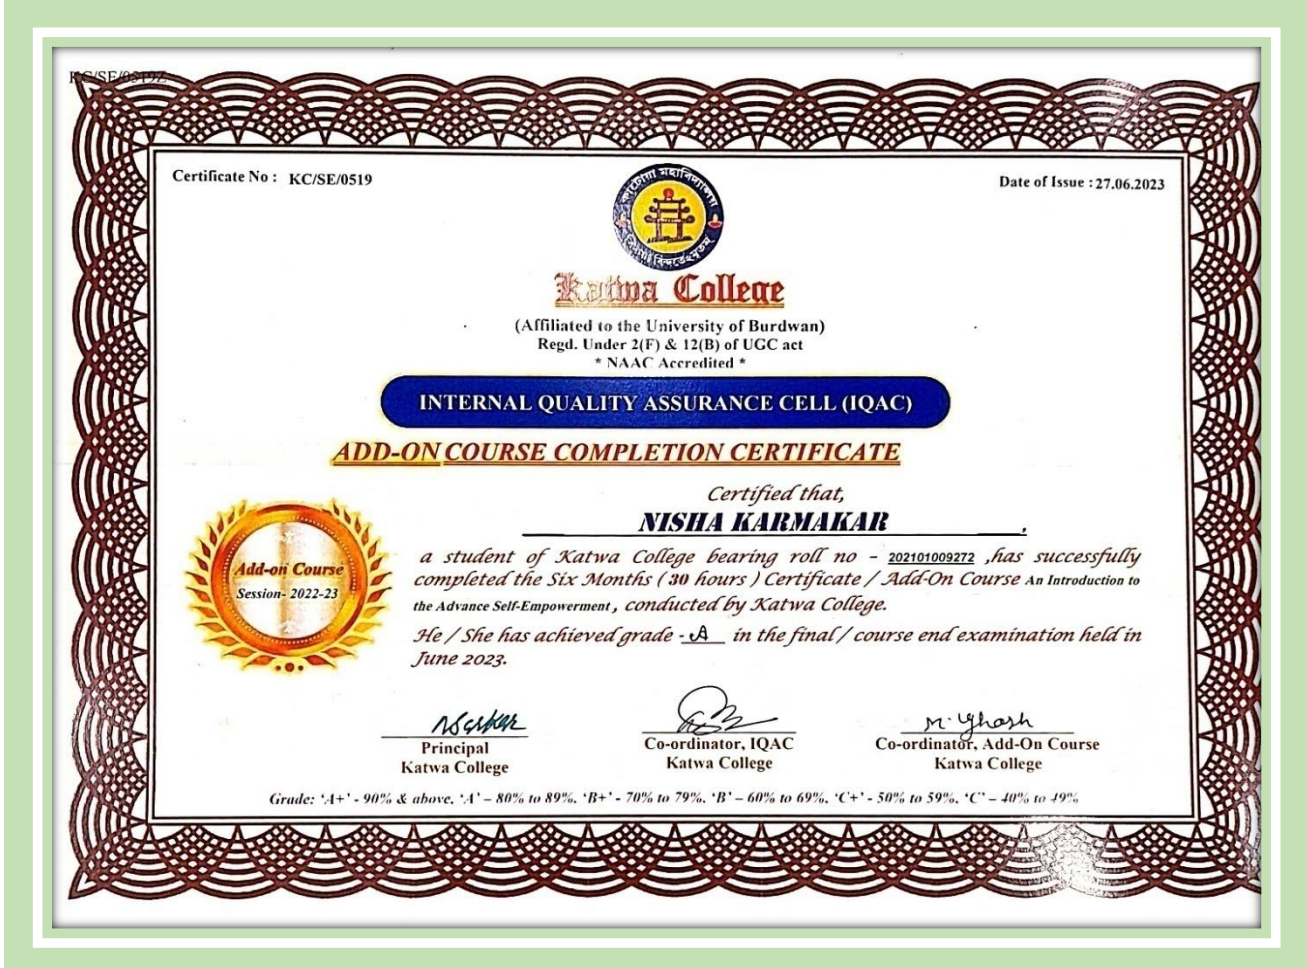 KC/SE/0519Z
Certificate No : KC/SE/0519
Date of Issue : 27.06.2023
কাটোয়া মহাবিদ্যালয়
Katwa College
(Affiliated to the University of Burdwan)
Regd. Under 2(F) & 12(B) of UGC act
* NAAC Accredited *
INTERNAL QUALITY ASSURANCE CELL (IQAC)
ADD-ON COURSE COMPLETION CERTIFICATE
Certified that,
NISHA KARMAKAR ,
Add-on Course
Session- 2022-23
a student of Katwa College bearing roll no - 202101009272 ,has successfully
completed the Six Months ( 30 hours ) Certificate / Add-On Course An Introduction to
the Advance Self-Empowerment , conducted by Katwa College.
He / She has achieved grade - A in the final / course end examination held in
June 2023.
M. Ghosh
Principal
Katwa College
Co-ordinator, IQAC
Katwa College
Co-ordinator, Add-On Course
Katwa College
Grade: 'A+' - 90% & above. 'A' – 80% to 89%. 'B+' - 70% to 79%. 'B' – 60% to 69%. 'C+' - 50% to 59%. 'C' – 40% to 49%